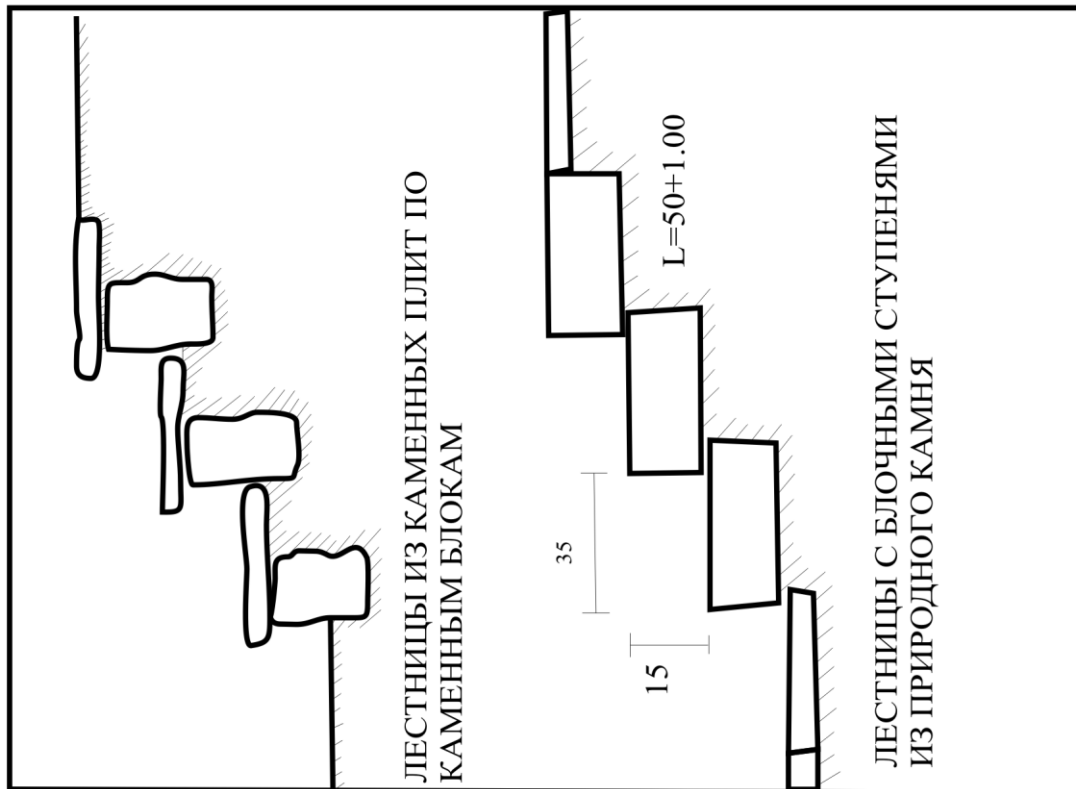 ЛЕСТНИЦЫ ИЗ КАМЕННЫХ ПЛИТ ПО
КАМЕННЫМ БЛОКАМ
35
15
L=50+1.00
ЛЕСТНИЦЫ С БЛОЧНЫМИ СТУПЕНЯМИ
ИЗ ПРИРОДНОГО КАМНЯ